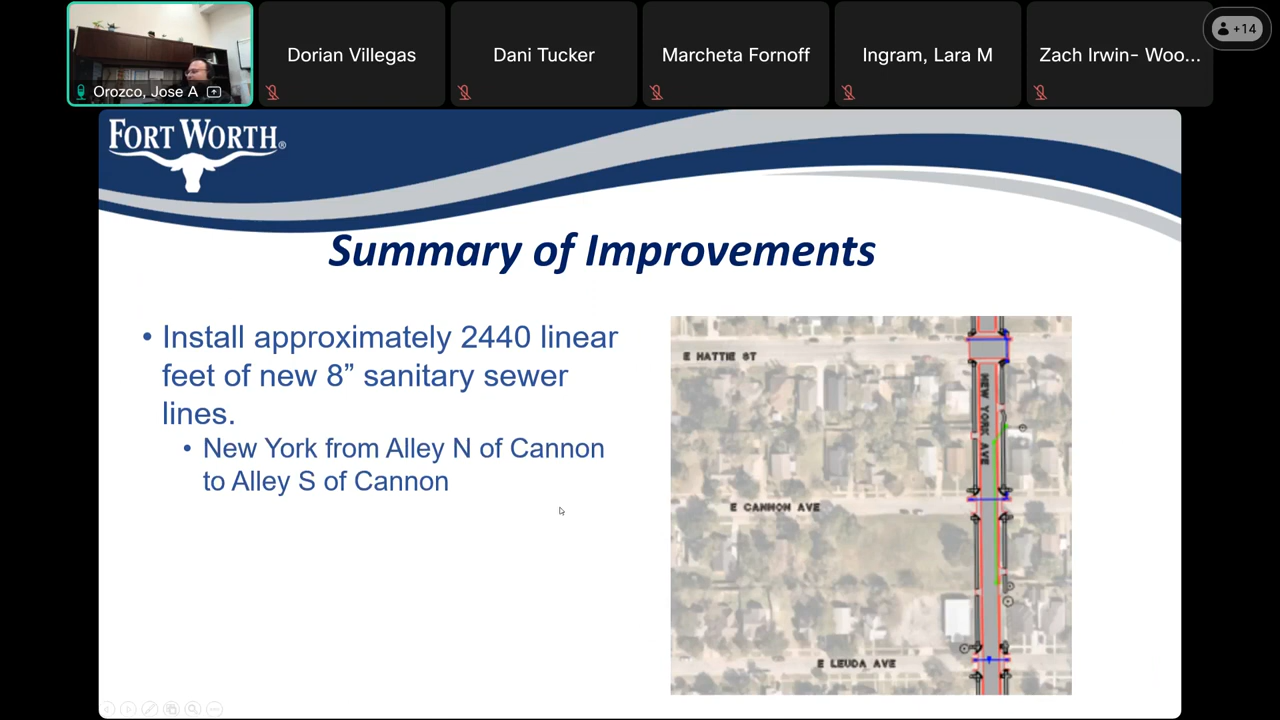 Orozco, Jose A
Dorian Villegas
Dani Tucker
Marcheta Fornoff
Ingram, Lara M
Zach Irwin- Woo...
+14
FORT WORTH®
Summary of Improvements
• Install approximately 2440 linear
feet of new 8” sanitary sewer
lines.
• New York from Alley N of Cannon
to Alley S of Cannon
E HATTIE ST
NEW YORK AVE
E CANNON AVE
E LEUDA AVE